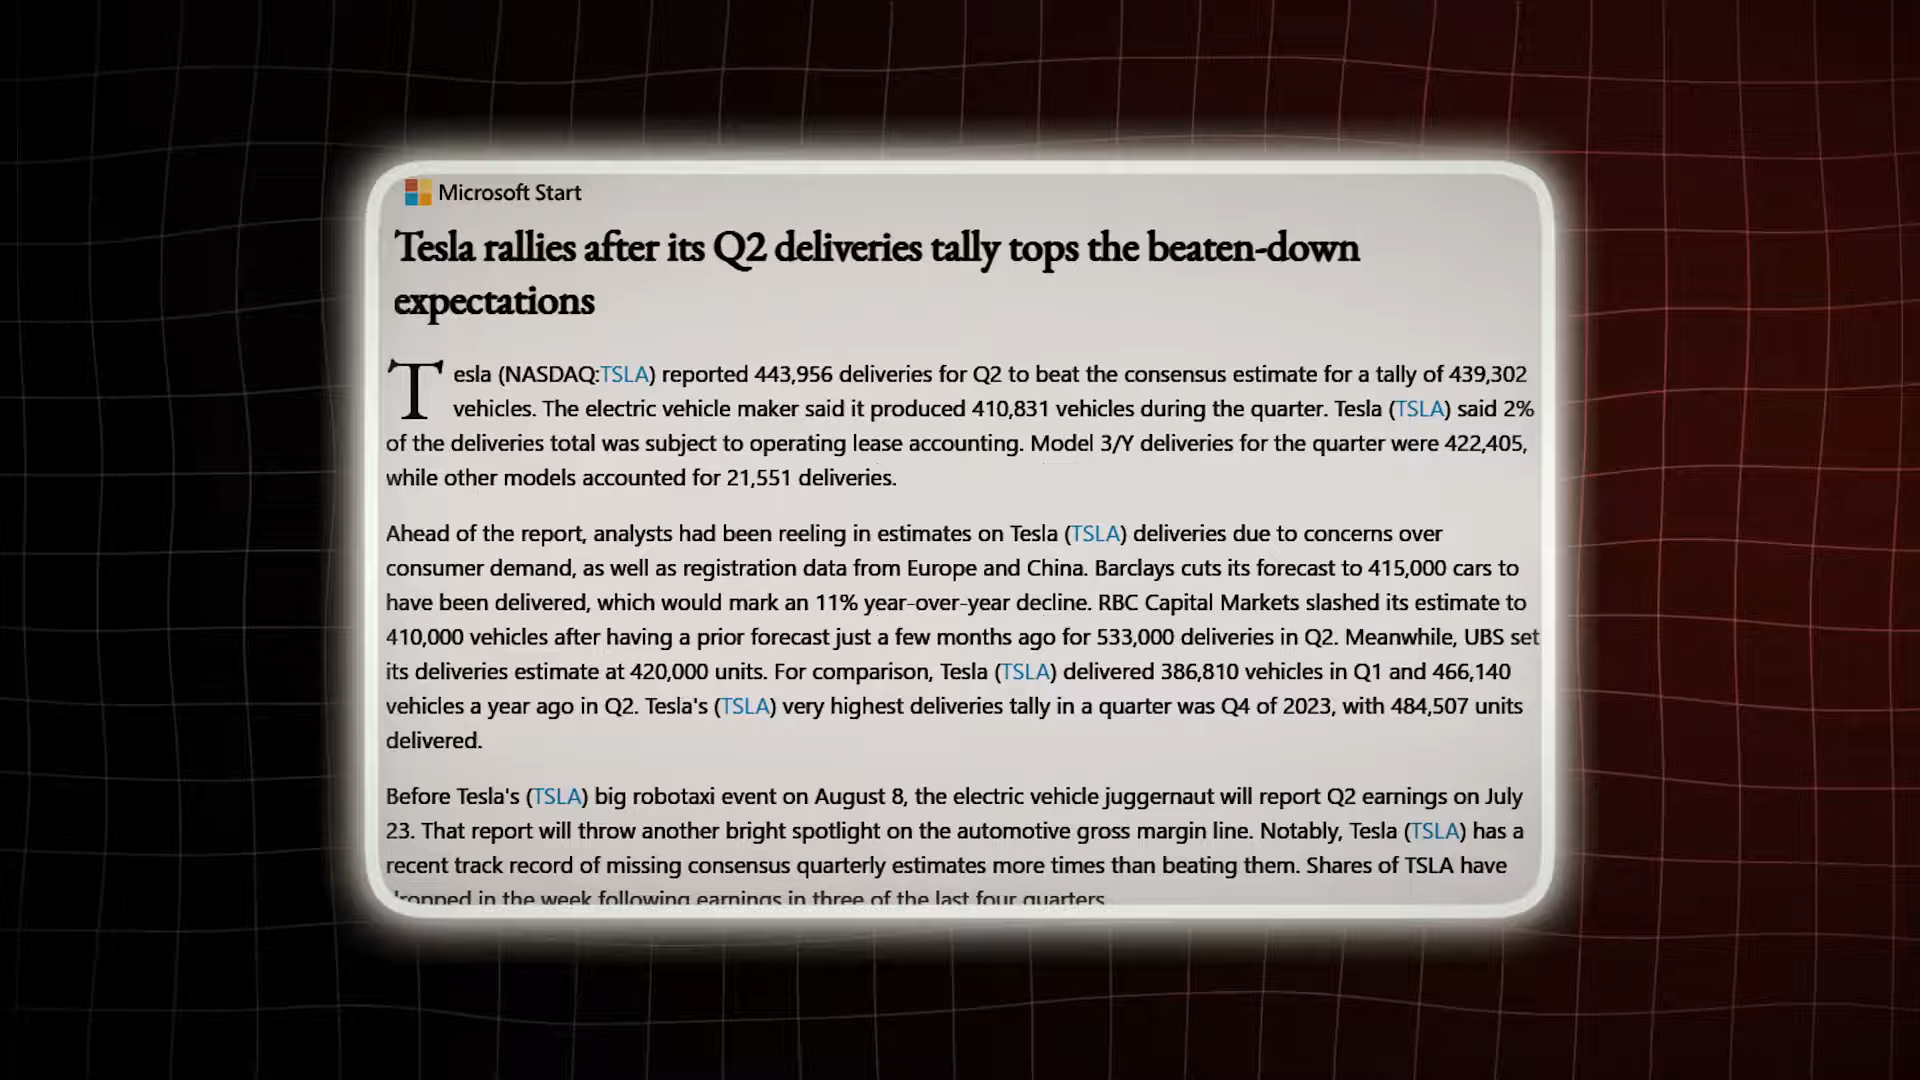 Microsoft Start
Tesla rallies after its Q2 deliveries tally tops the beaten-down
expectations
Tesla (NASDAQ:TSLA) reported 443,956 deliveries for Q2 to beat the consensus estimate for a tally of 439,302
vehicles. The electric vehicle maker said it produced 410,831 vehicles during the quarter. Tesla (TSLA) said 2%
of the deliveries total was subject to operating lease accounting. Model 3/Y deliveries for the quarter were 422,405,
while other models accounted for 21,551 deliveries.
Ahead of the report, analysts had been reeling in estimates on Tesla (TSLA) deliveries due to concerns over
consumer demand, as well as registration data from Europe and China. Barclays cuts its forecast to 415,000 cars to
have been delivered, which would mark an 11% year-over-year decline. RBC Capital Markets slashed its estimate to
410,000 vehicles after having a prior forecast just a few months ago for 533,000 deliveries in Q2. Meanwhile, UBS set
its deliveries estimate at 420,000 units. For comparison, Tesla (TSLA) delivered 386,810 vehicles in Q1 and 466,140
vehicles a year ago in Q2. Tesla's (TSLA) very highest deliveries tally in a quarter was Q4 of 2023, with 484,507 units
delivered.
Before Tesla's (TSLA) big robotaxi event on August 8, the electric vehicle juggernaut will report Q2 earnings on July
23. That report will throw another bright spotlight on the automotive gross margin line. Notably, Tesla (TSLA) has a
recent track record of missing consensus quarterly estimates more times than beating them. Shares of TSLA have
dropped in the week following earnings in three of the last four quarters.